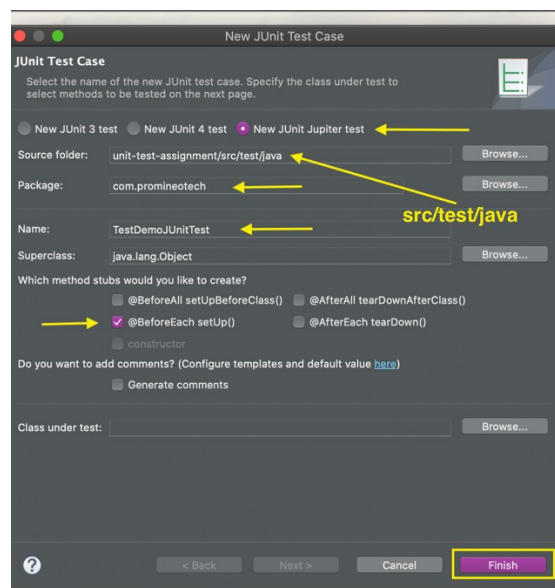 New JUnit Test Case
JUnit Test Case
Select the name of the new JUnit test case. Specify the class under test to
select methods to be tested on the next page.
New JUnit 3 test New JUnit 4 test New JUnit Jupiter test
Source folder: unit-test-assignment/src/test/java Browse...
Package: com.promineotech Browse...
src/test/java
Name: TestDemoJUnitTest
Superclass: java.lang.Object Browse...
Which method stubs would you like to create?
@BeforeAll setUpBeforeClass() @AfterAll tearDownAfterClass()
@BeforeEach setUp() @AfterEach tearDown()
constructor
Do you want to add comments? (Configure templates and default value here)
Generate comments
Class under test: Browse...
? < Back Next > Cancel Finish